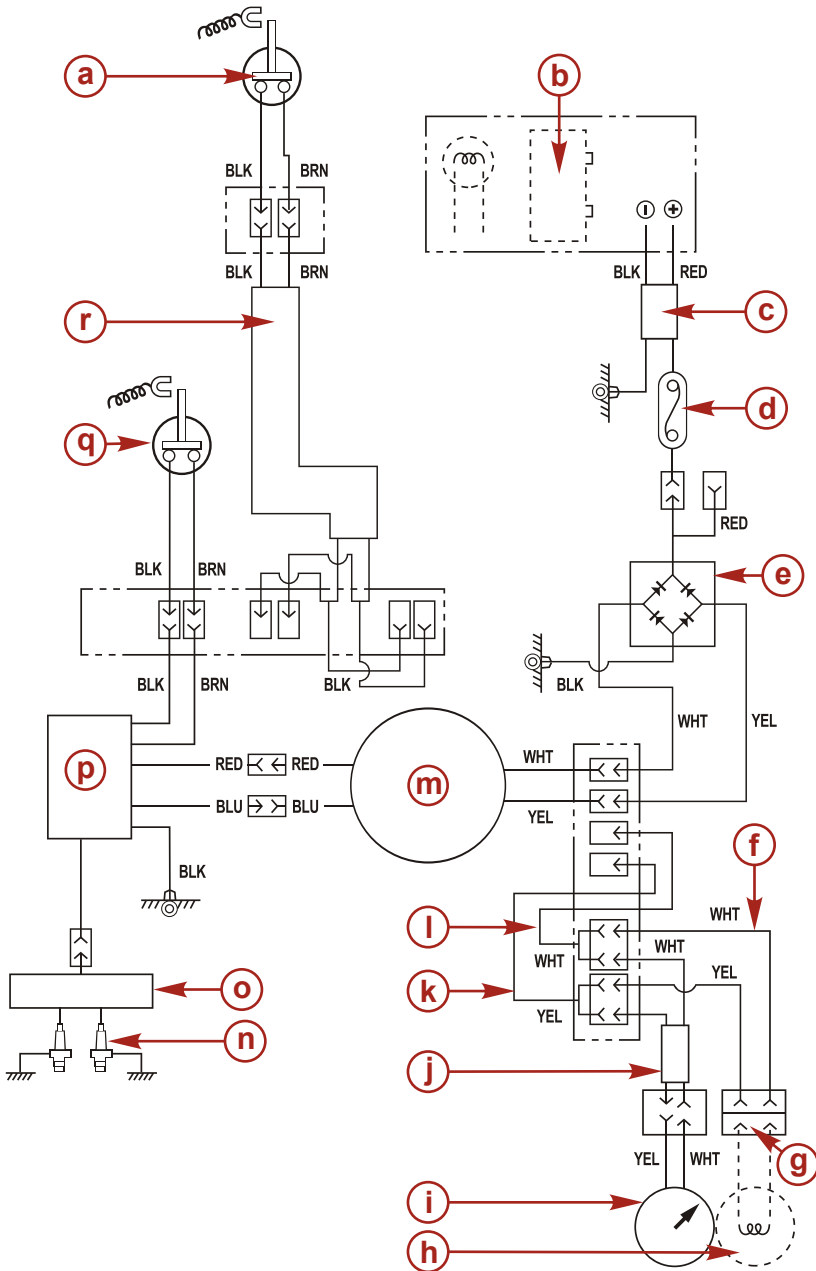 a
b
BLK BRN
BLK BRN
BLK RED
r
c
d
q
RED
BLK BRN
e
BLK BRN BLK
BLK
WHT YEL
p
RED RED
m
WHT
BLU BLU
YEL
BLK
f
WHT
l
WHT WHT
YEL
k
YEL
o
n
j
YEL WHT
g
i
h